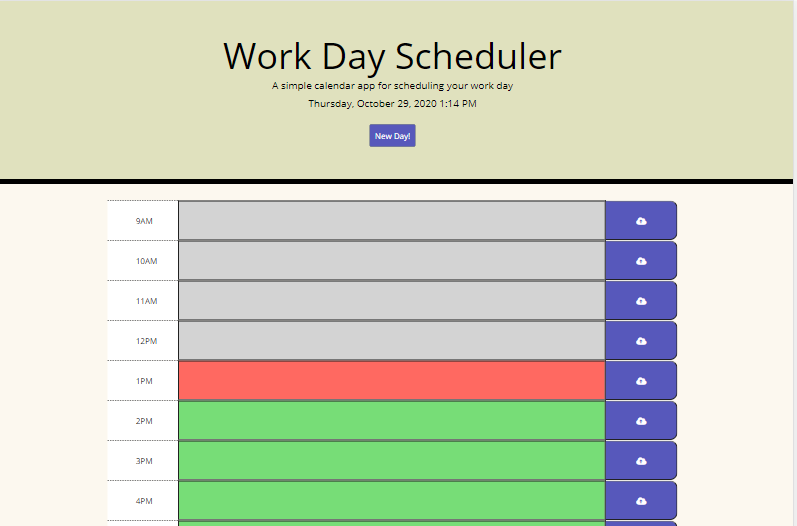 Work Day Scheduler
A simple calendar app for scheduling your work day
Thursday, October 29, 2020 1:14 PM
New Day!
9AM
10AM
11AM
12PM
1PM
2PM
3PM
4PM